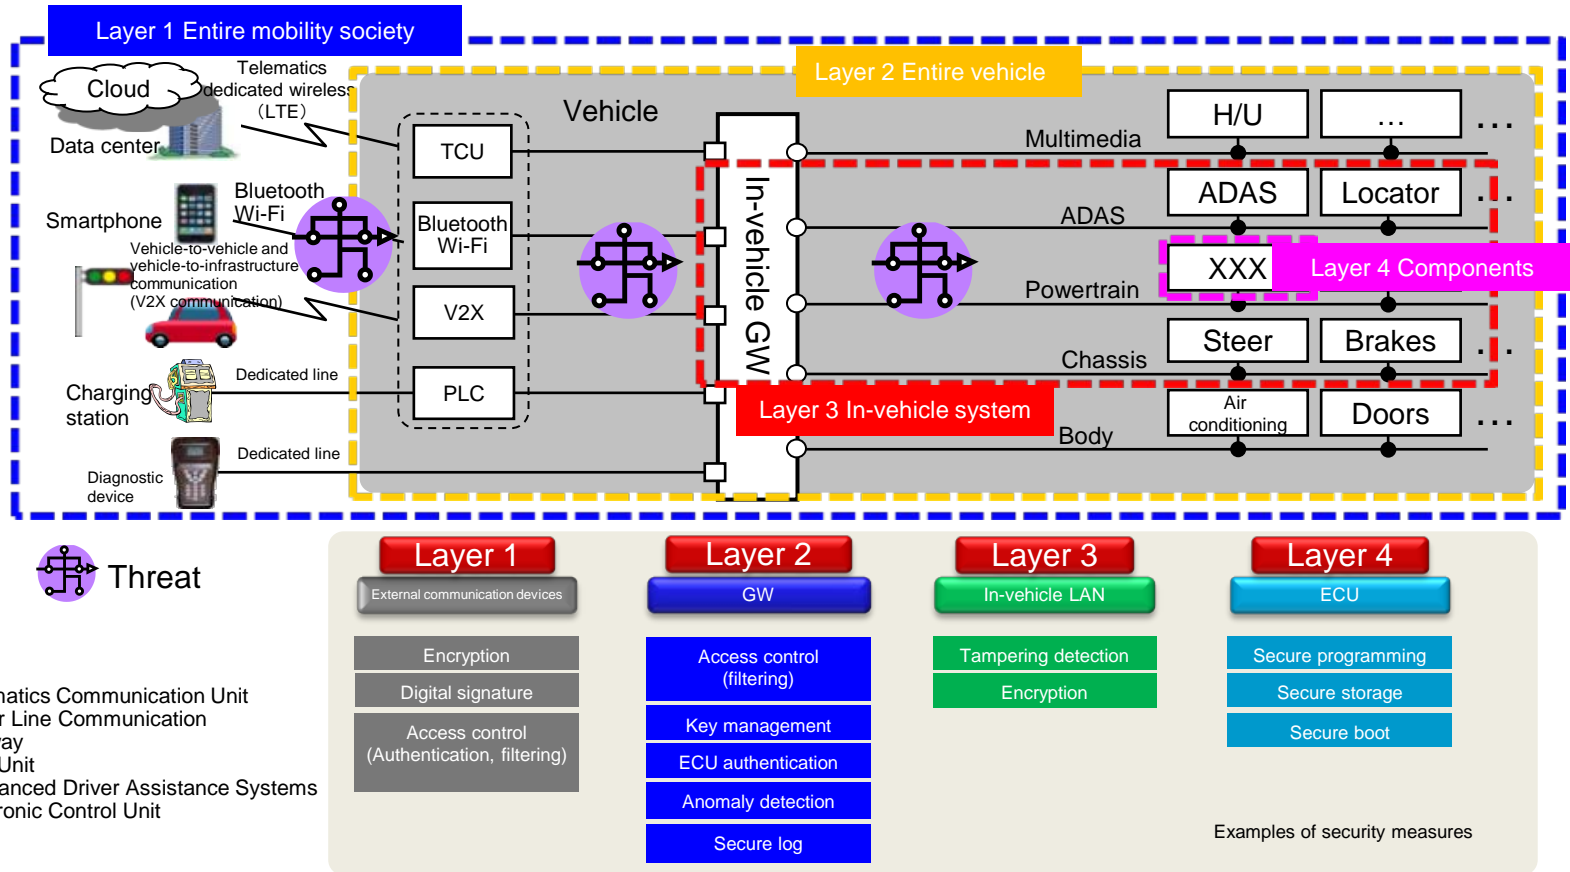 Layer 1 Entire mobility society
Layer 2 Entire vehicle
Cloud
Telematics
dedicated wireless
(LTE)
Data center
Vehicle
TCU
Multimedia
H/U
...
...
Smartphone
Bluetooth
Wi-Fi
Bluetooth
Wi-Fi
In-vehicle GW
ADAS
ADAS
Locator
...
Vehicle-to-vehicle and
vehicle-to-infrastructure
communication
(V2X communication)
V2X
Powertrain
XXX
Layer 4 Components
Chassis
Steer
Brakes
...
Charging
station
Dedicated line
PLC
Layer 3 In-vehicle system
Body
Air
conditioning
Doors
...
Diagnostic
device
Dedicated line
Threat
Layer 1
External communication devices
Encryption
Digital signature
Access control
(Authentication, filtering)
Layer 2
GW
Access control
(filtering)
Key management
ECU authentication
Anomaly detection
Secure log
Layer 3
In-vehicle LAN
Tampering detection
Encryption
Layer 4
ECU
Secure programming
Secure storage
Secure boot
Examples of security measures
matics Communication Unit
r Line Communication
way
Unit
anced Driver Assistance Systems
tronic Control Unit